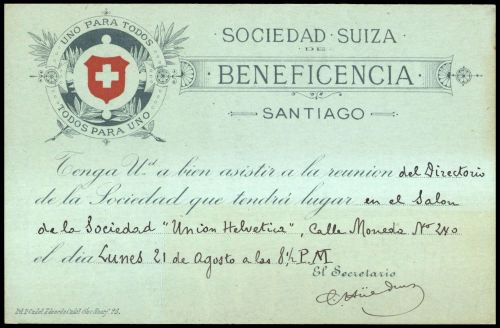 UNO PARA TODOS
TODOS PARA UNO
SOCIEDAD SUIZA
DE
BENEFICENCIA
SANTIAGO
Tenga Ud. a bien asistir a la reunion del Directorio
de la Sociedad que tendrá lugar en el Salon
de la Sociedad "Union Helvetica", Calle Moneda No 240
el dia Lunes 21 de Agosto a las 8½ P.M
El Secretario